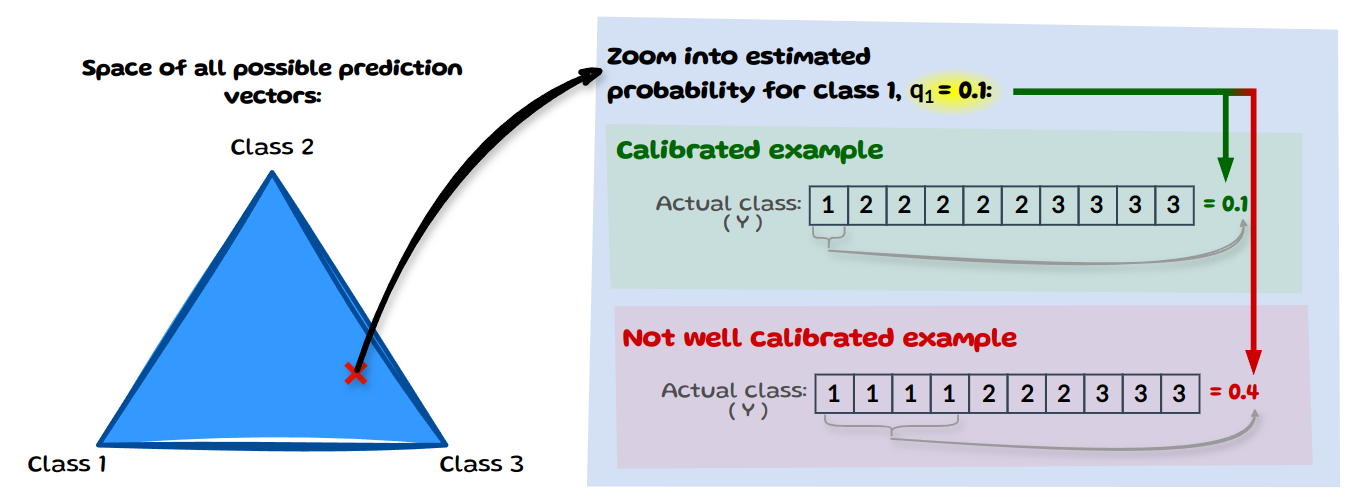 Space of all possible prediction
vectors:
Class 2
Class 1
Class 3
Zoom into estimated
probability for class 1, q1 = 0.1:
Calibrated example
Actual class: 1 2 2 2 2 2 3 3 3 3 = 0.1
( Y )
Not well calibrated example
Actual class: 1 1 1 1 2 2 2 3 3 3 = 0.4
( Y )